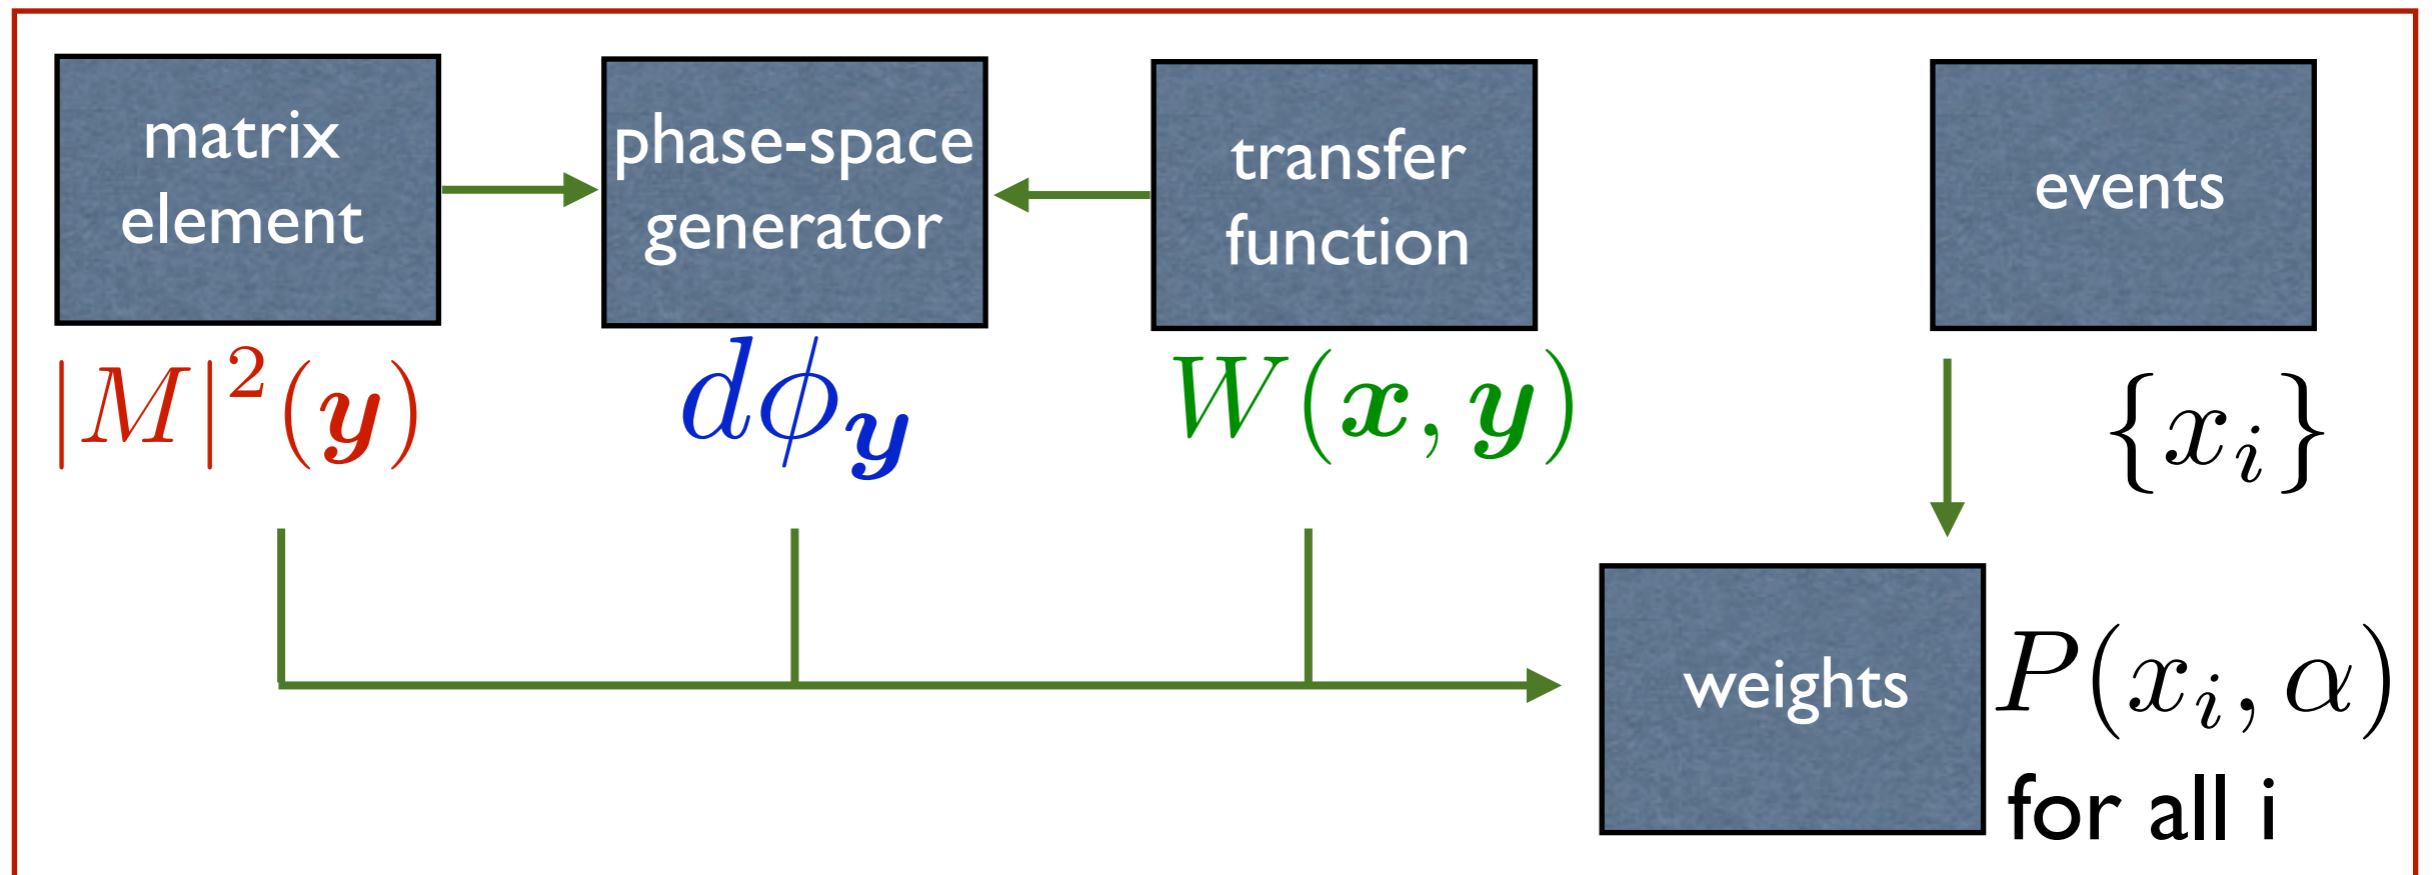 matrix
element
phase-space
generator
transfer
function
events
|M|²(y)
dϕ_y
W(x, y)
{x_i}
weights
P(x_i, α)
for all i